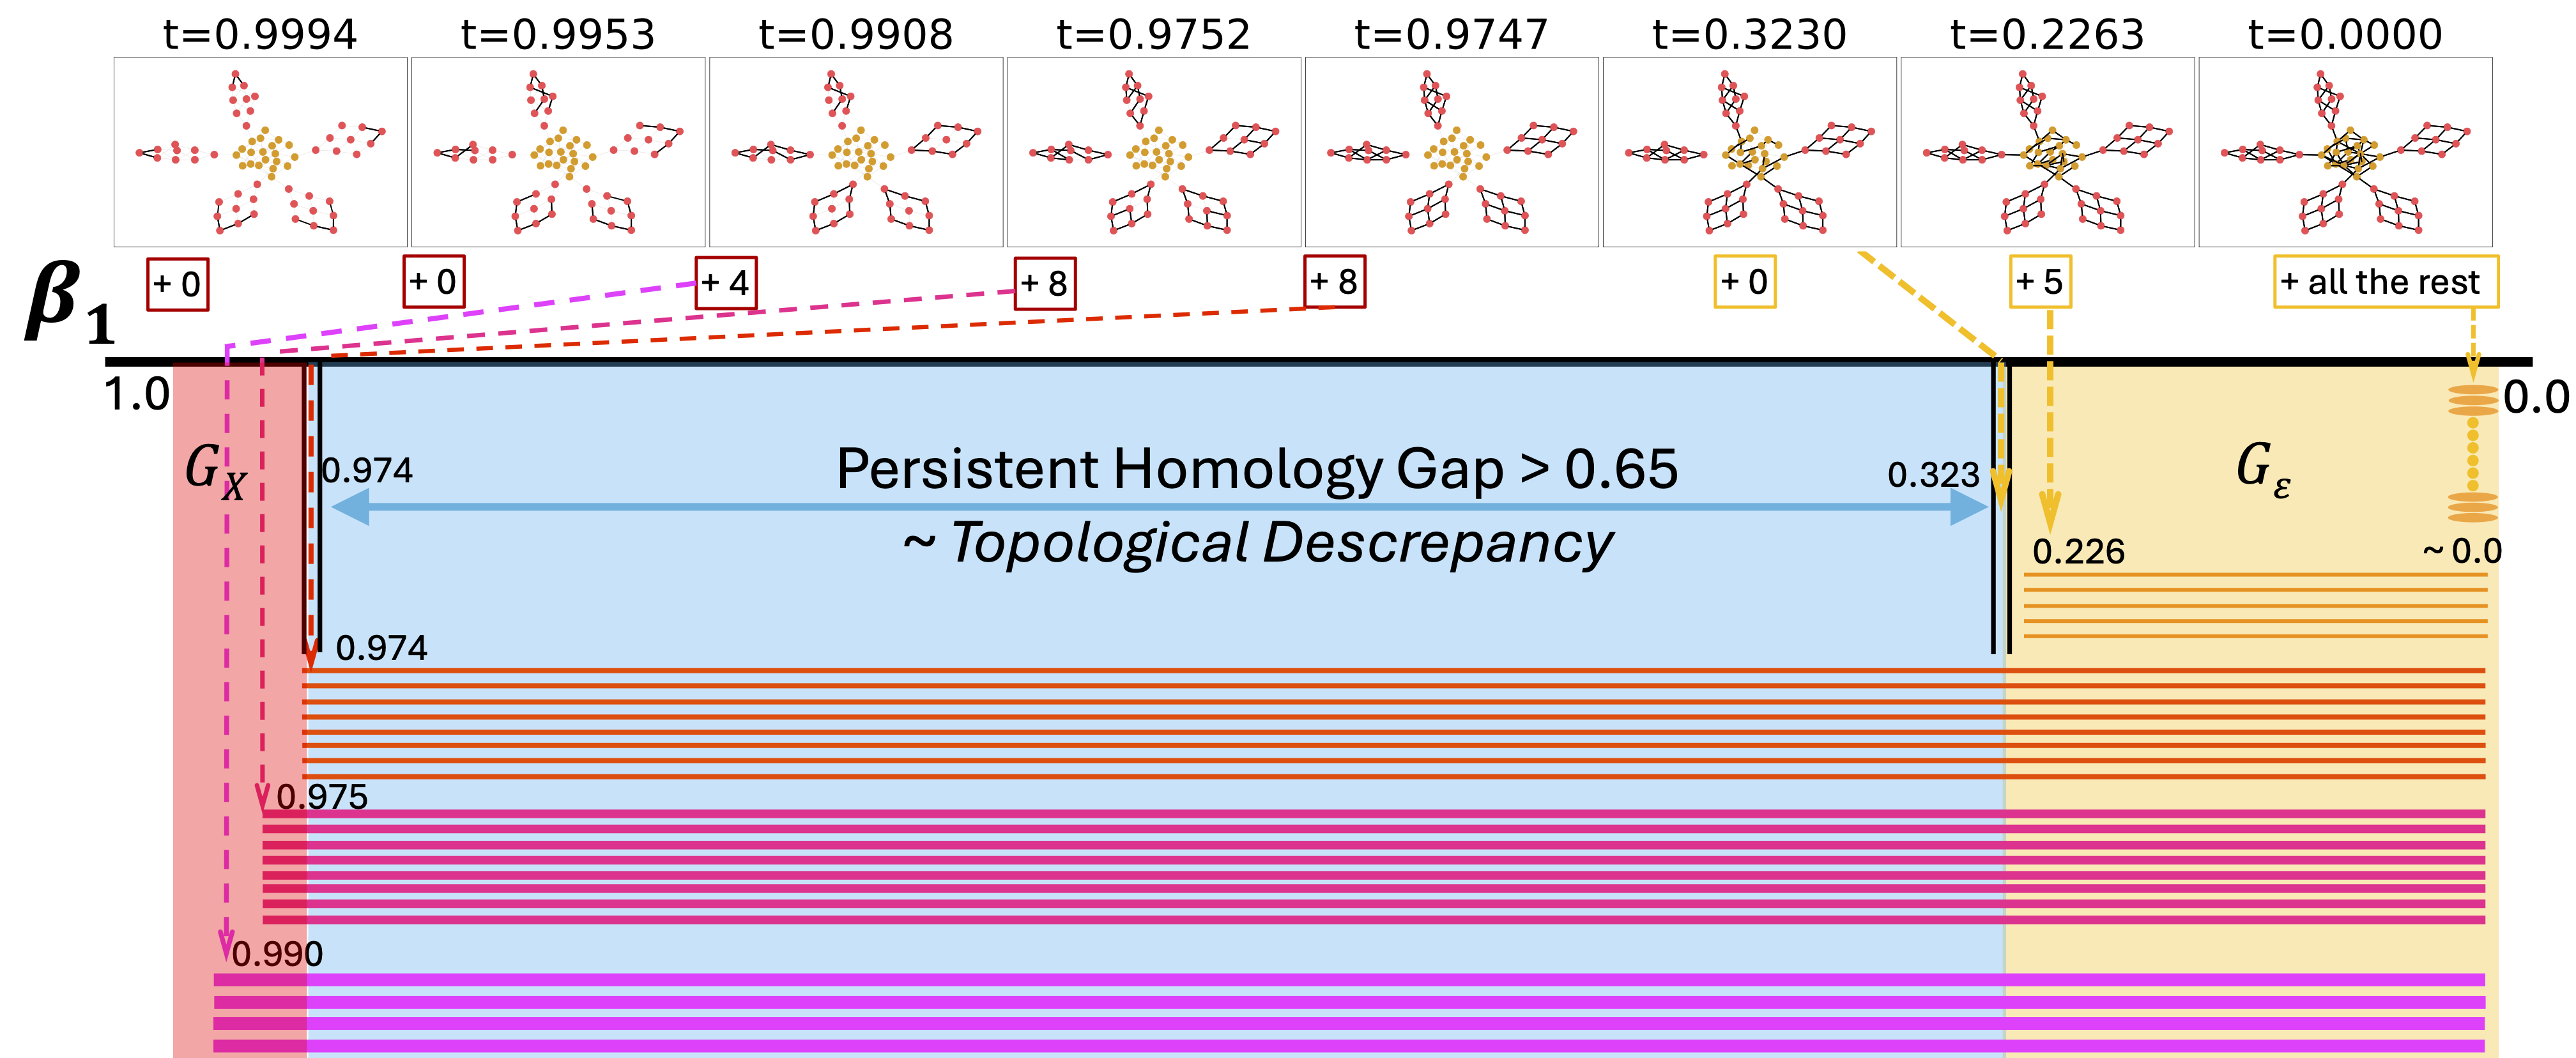 t=0.9994 t=0.9953 t=0.9908 t=0.9752 t=0.9747 t=0.3230 t=0.2263 t=0.0000
β₁ + 0 + 0 + 4 + 8 + 8 + 0 + 5 + all the rest
1.0 0.0
G_X 0.974 Persistent Homology Gap > 0.65 0.323 G_ε
~ Topological Descrepancy 0.226 ~ 0.0
0.974
0.975
0.990